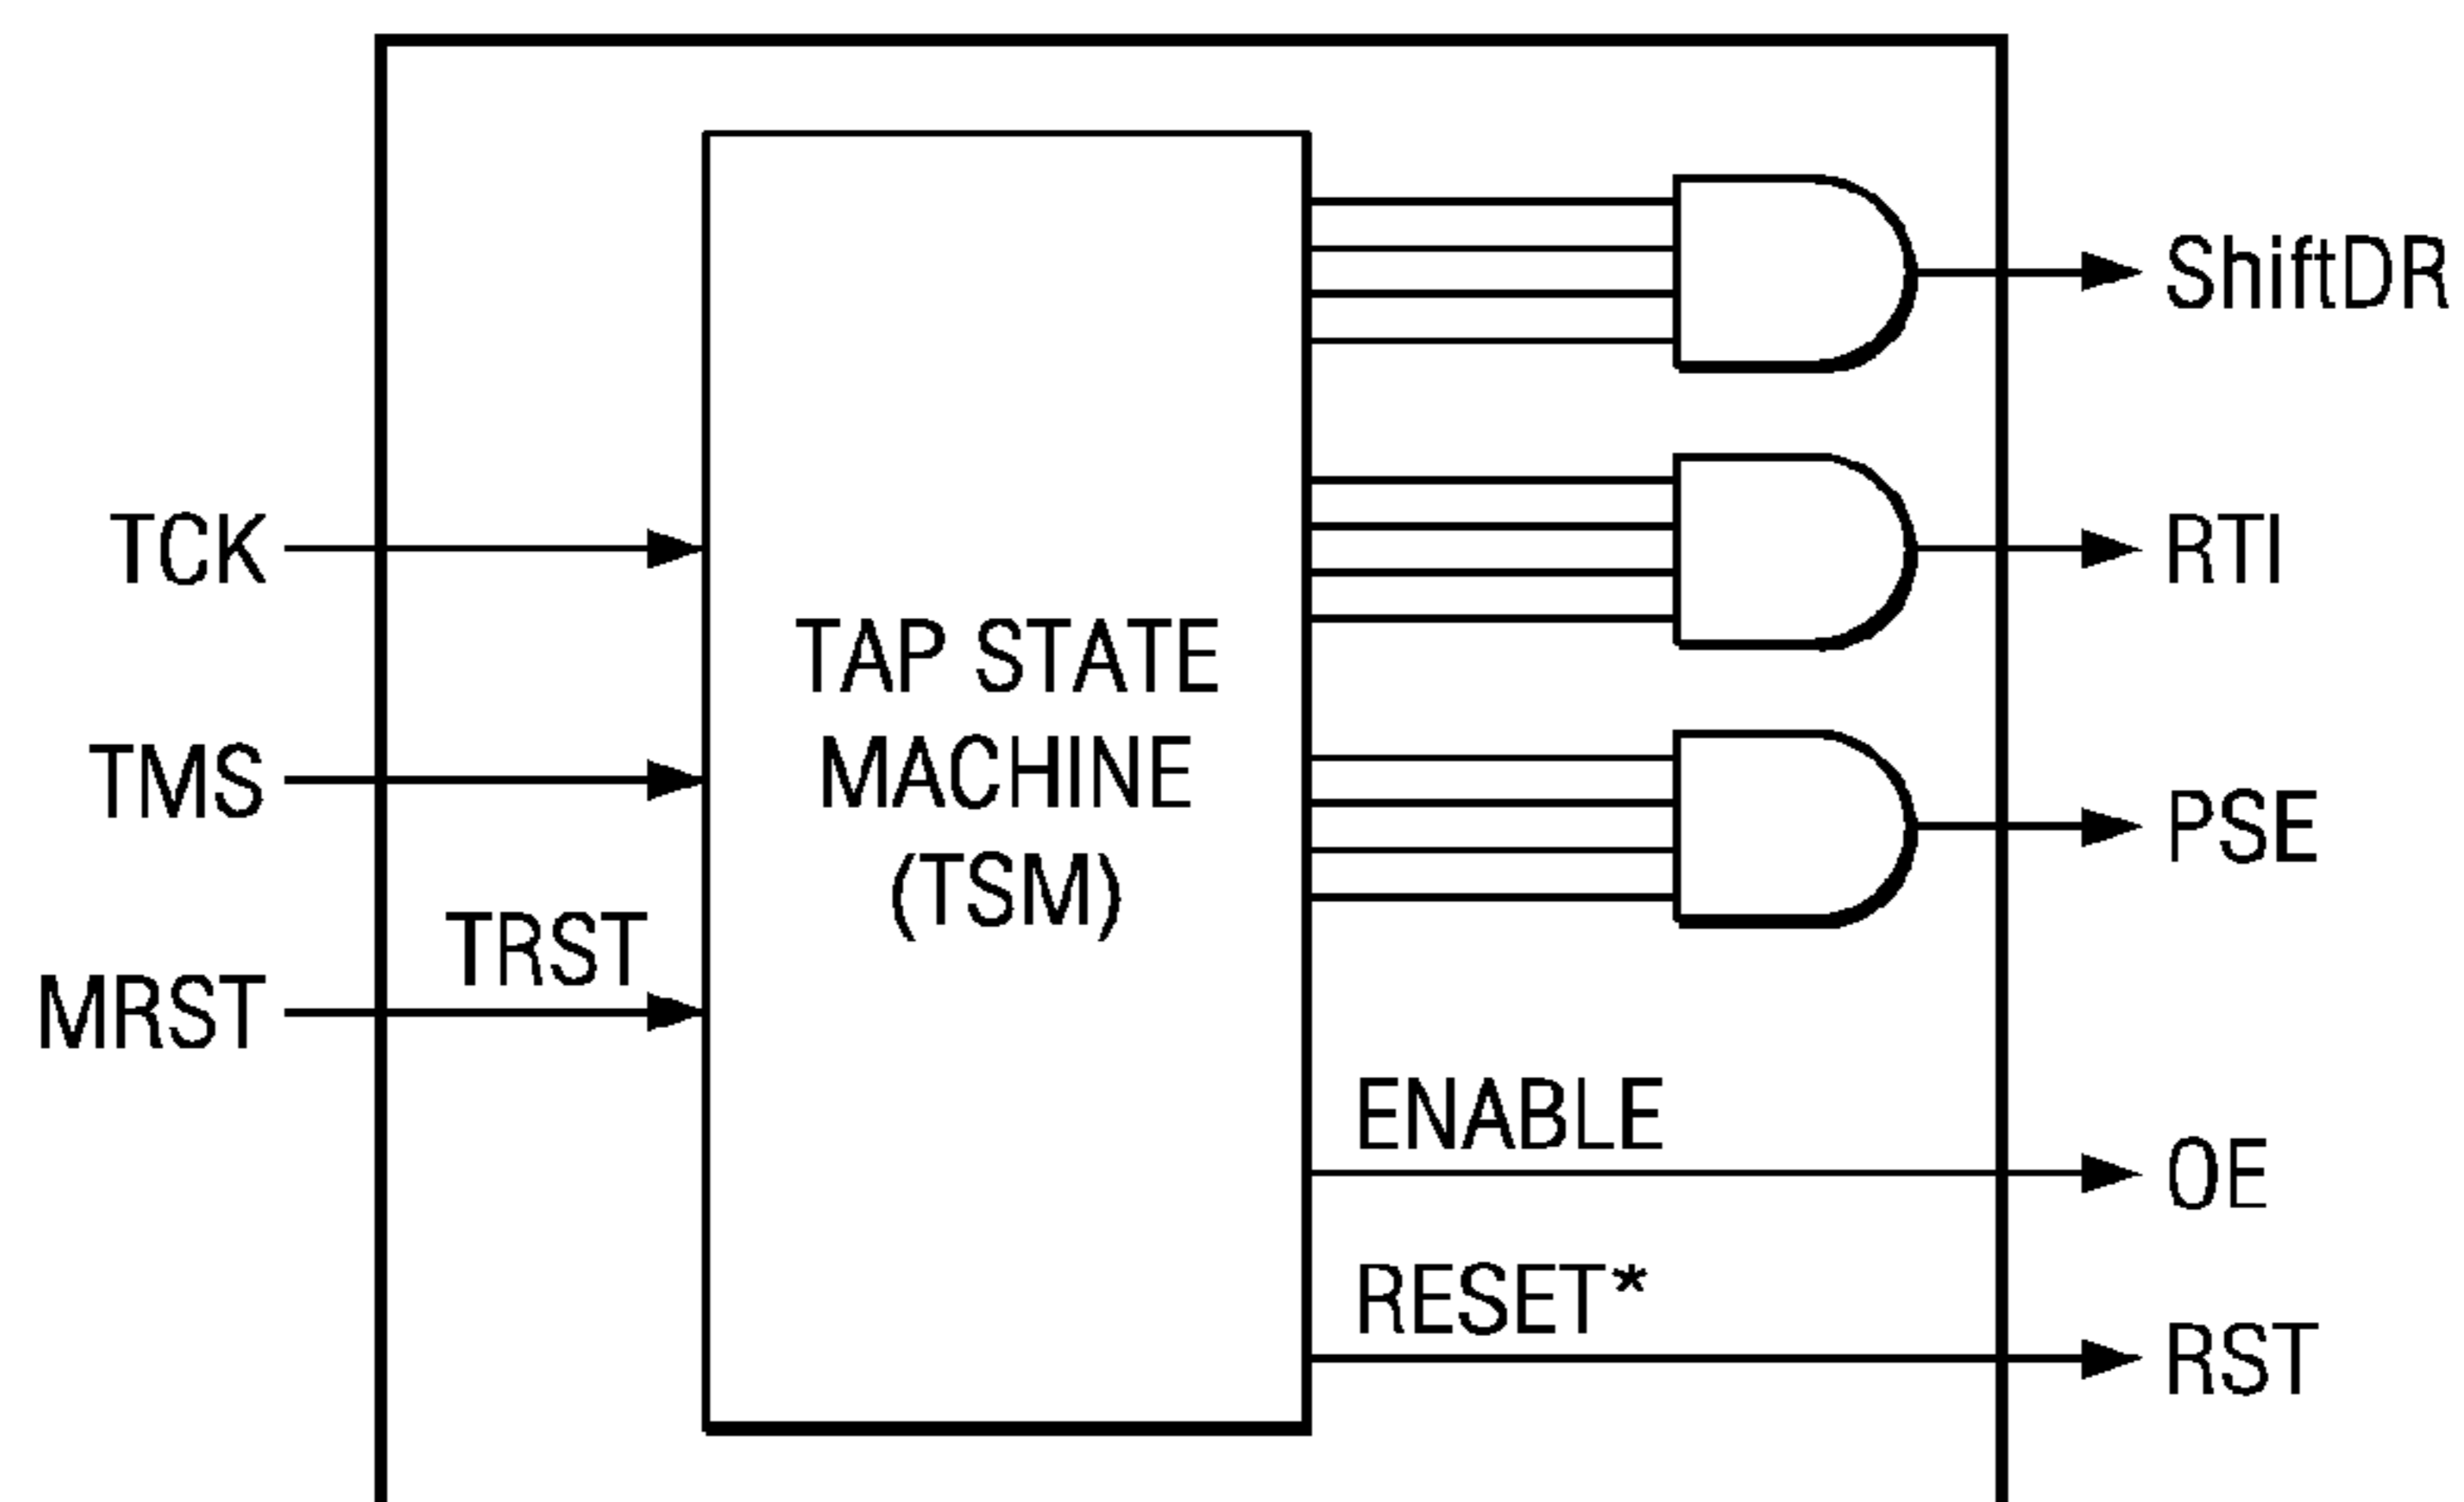 ShiftDR
TCK
RTI
TAP STATE
MACHINE
(TSM)
TMS
PSE
TRST
MRST
ENABLE
OE
RESET*
RST